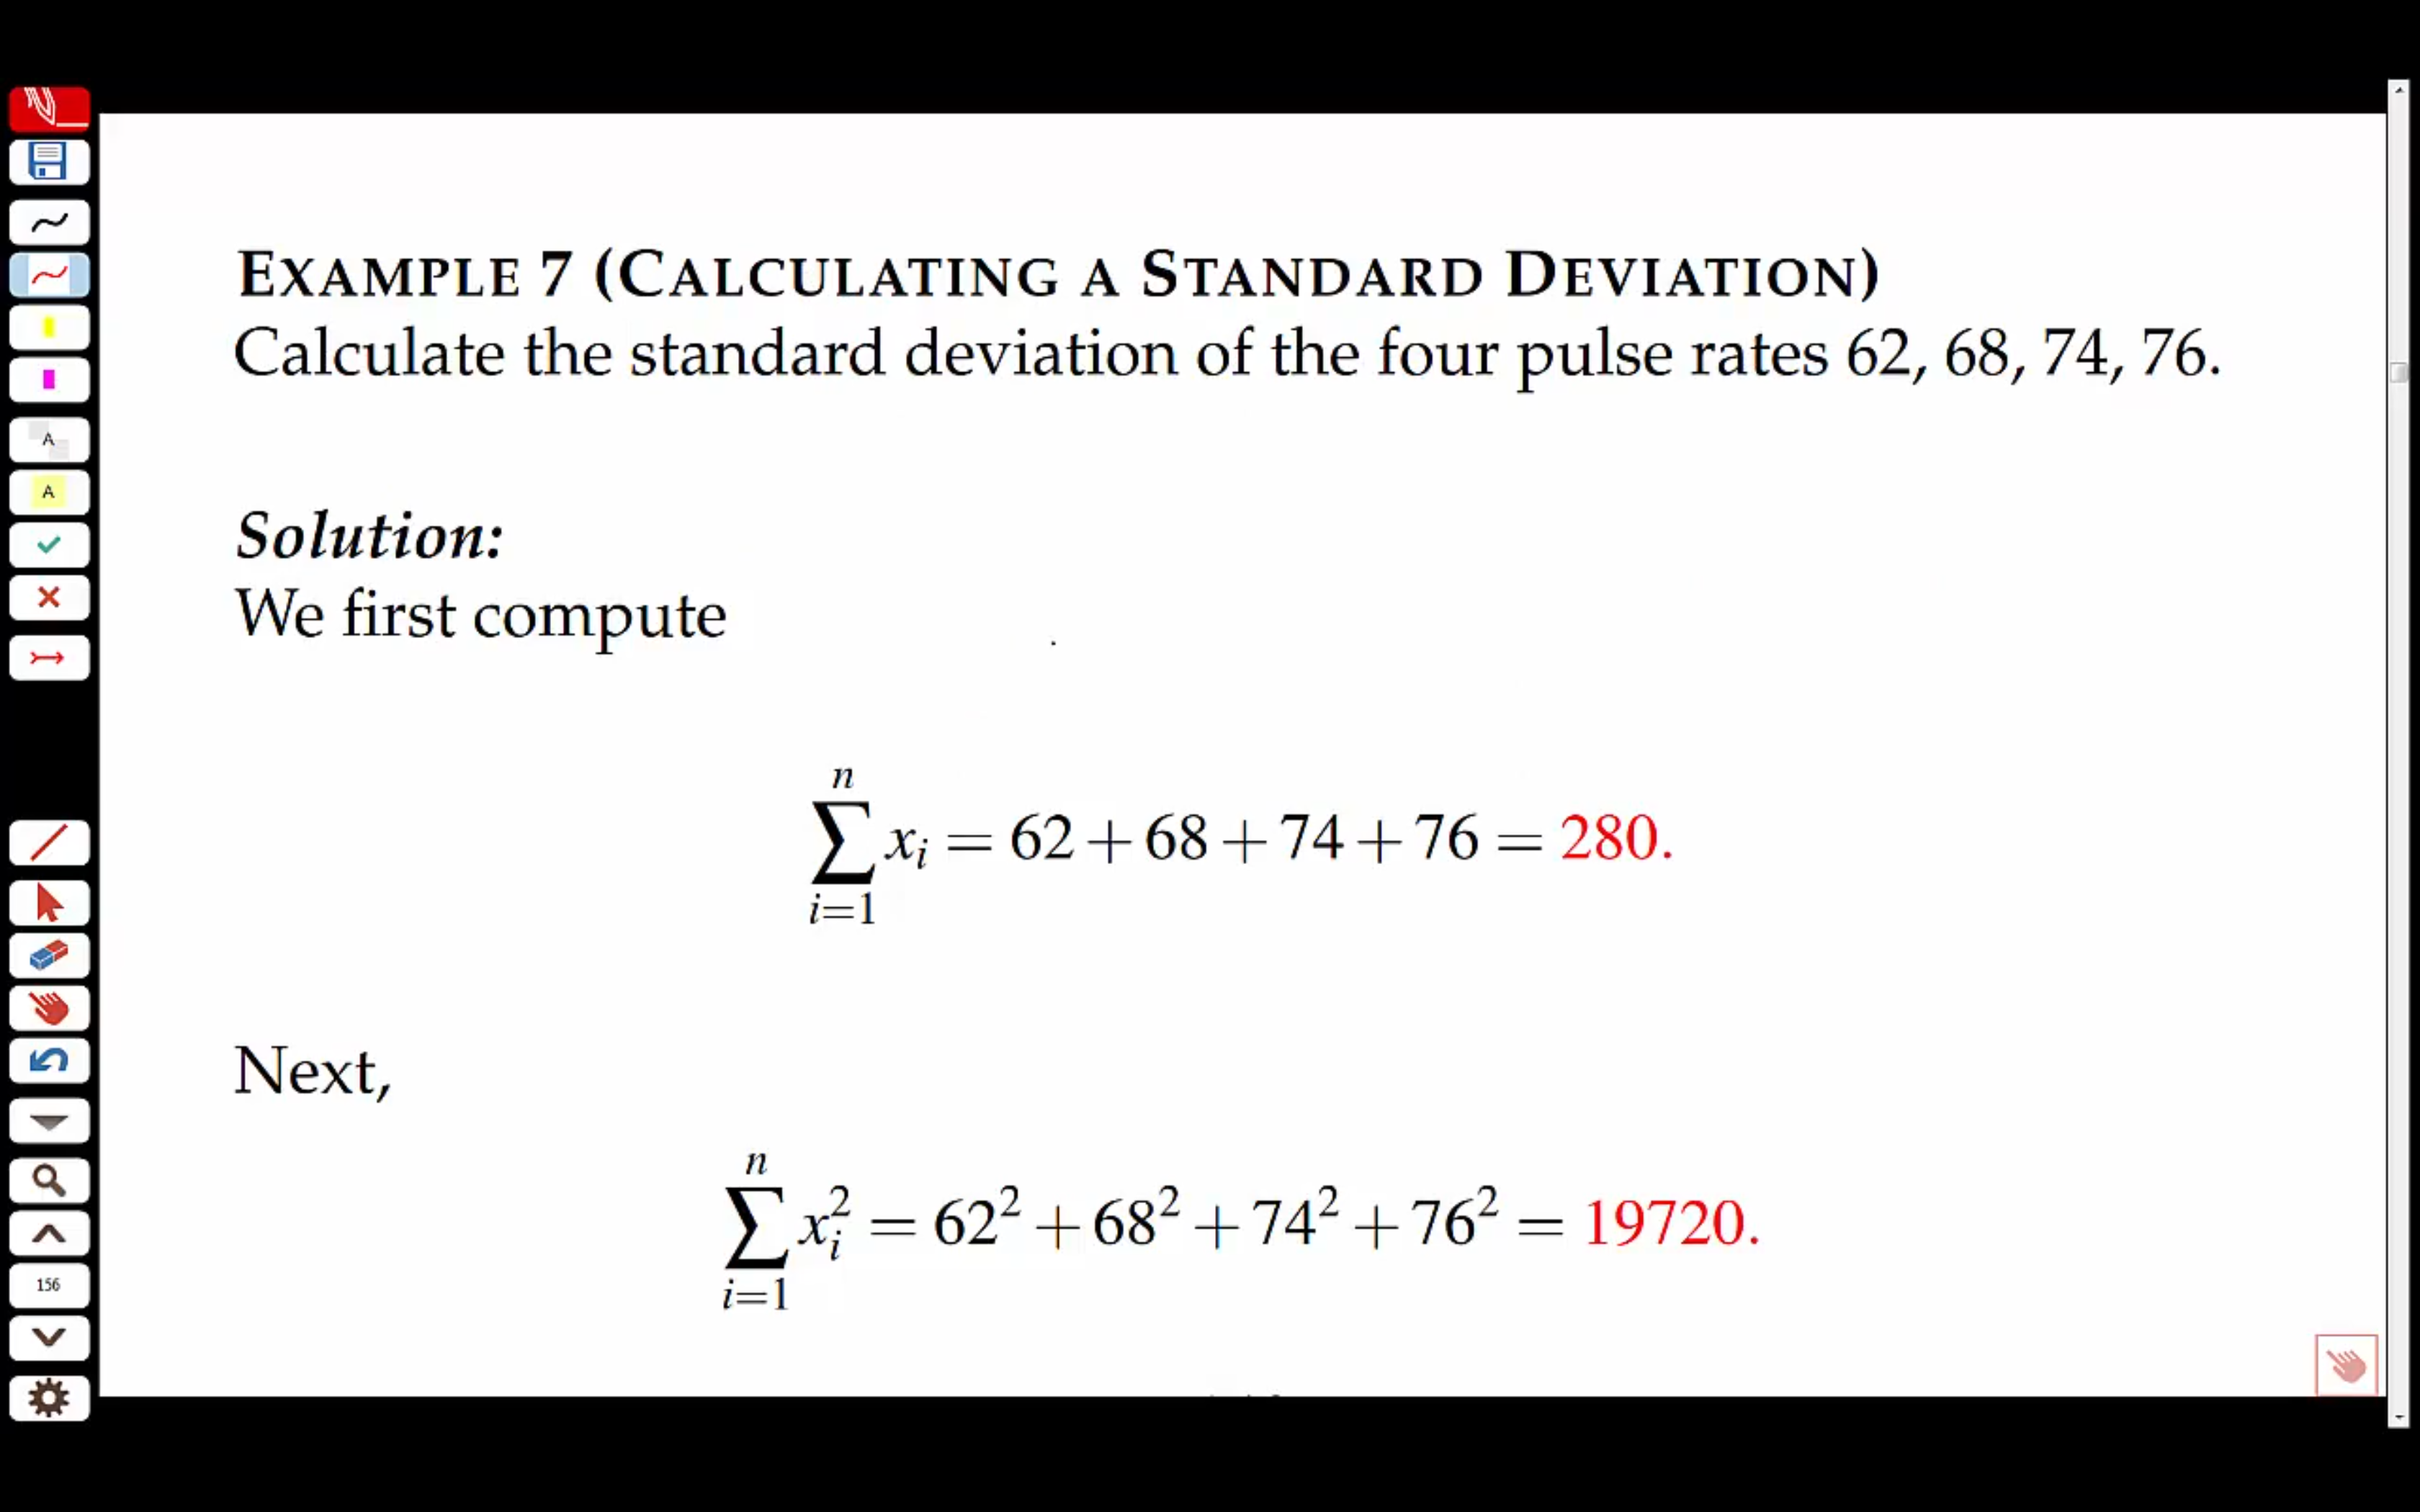 EXAMPLE 7 (CALCULATING A STANDARD DEVIATION)
Calculate the standard deviation of the four pulse rates 62, 68, 74, 76.
Solution:
We first compute
\sum_{i=1}^{n} x_i = 62 + 68 + 74 + 76 = 280.
Next,
\sum_{i=1}^{n} x_i^2 = 62^2 + 68^2 + 74^2 + 76^2 = 19720.
A
A
156